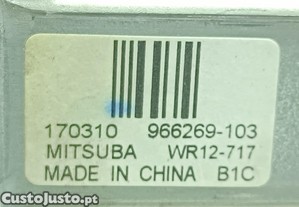 170310 966269-103
MITSUBA WR12-717
MADE IN CHINA B1C
CustoJusto.pt